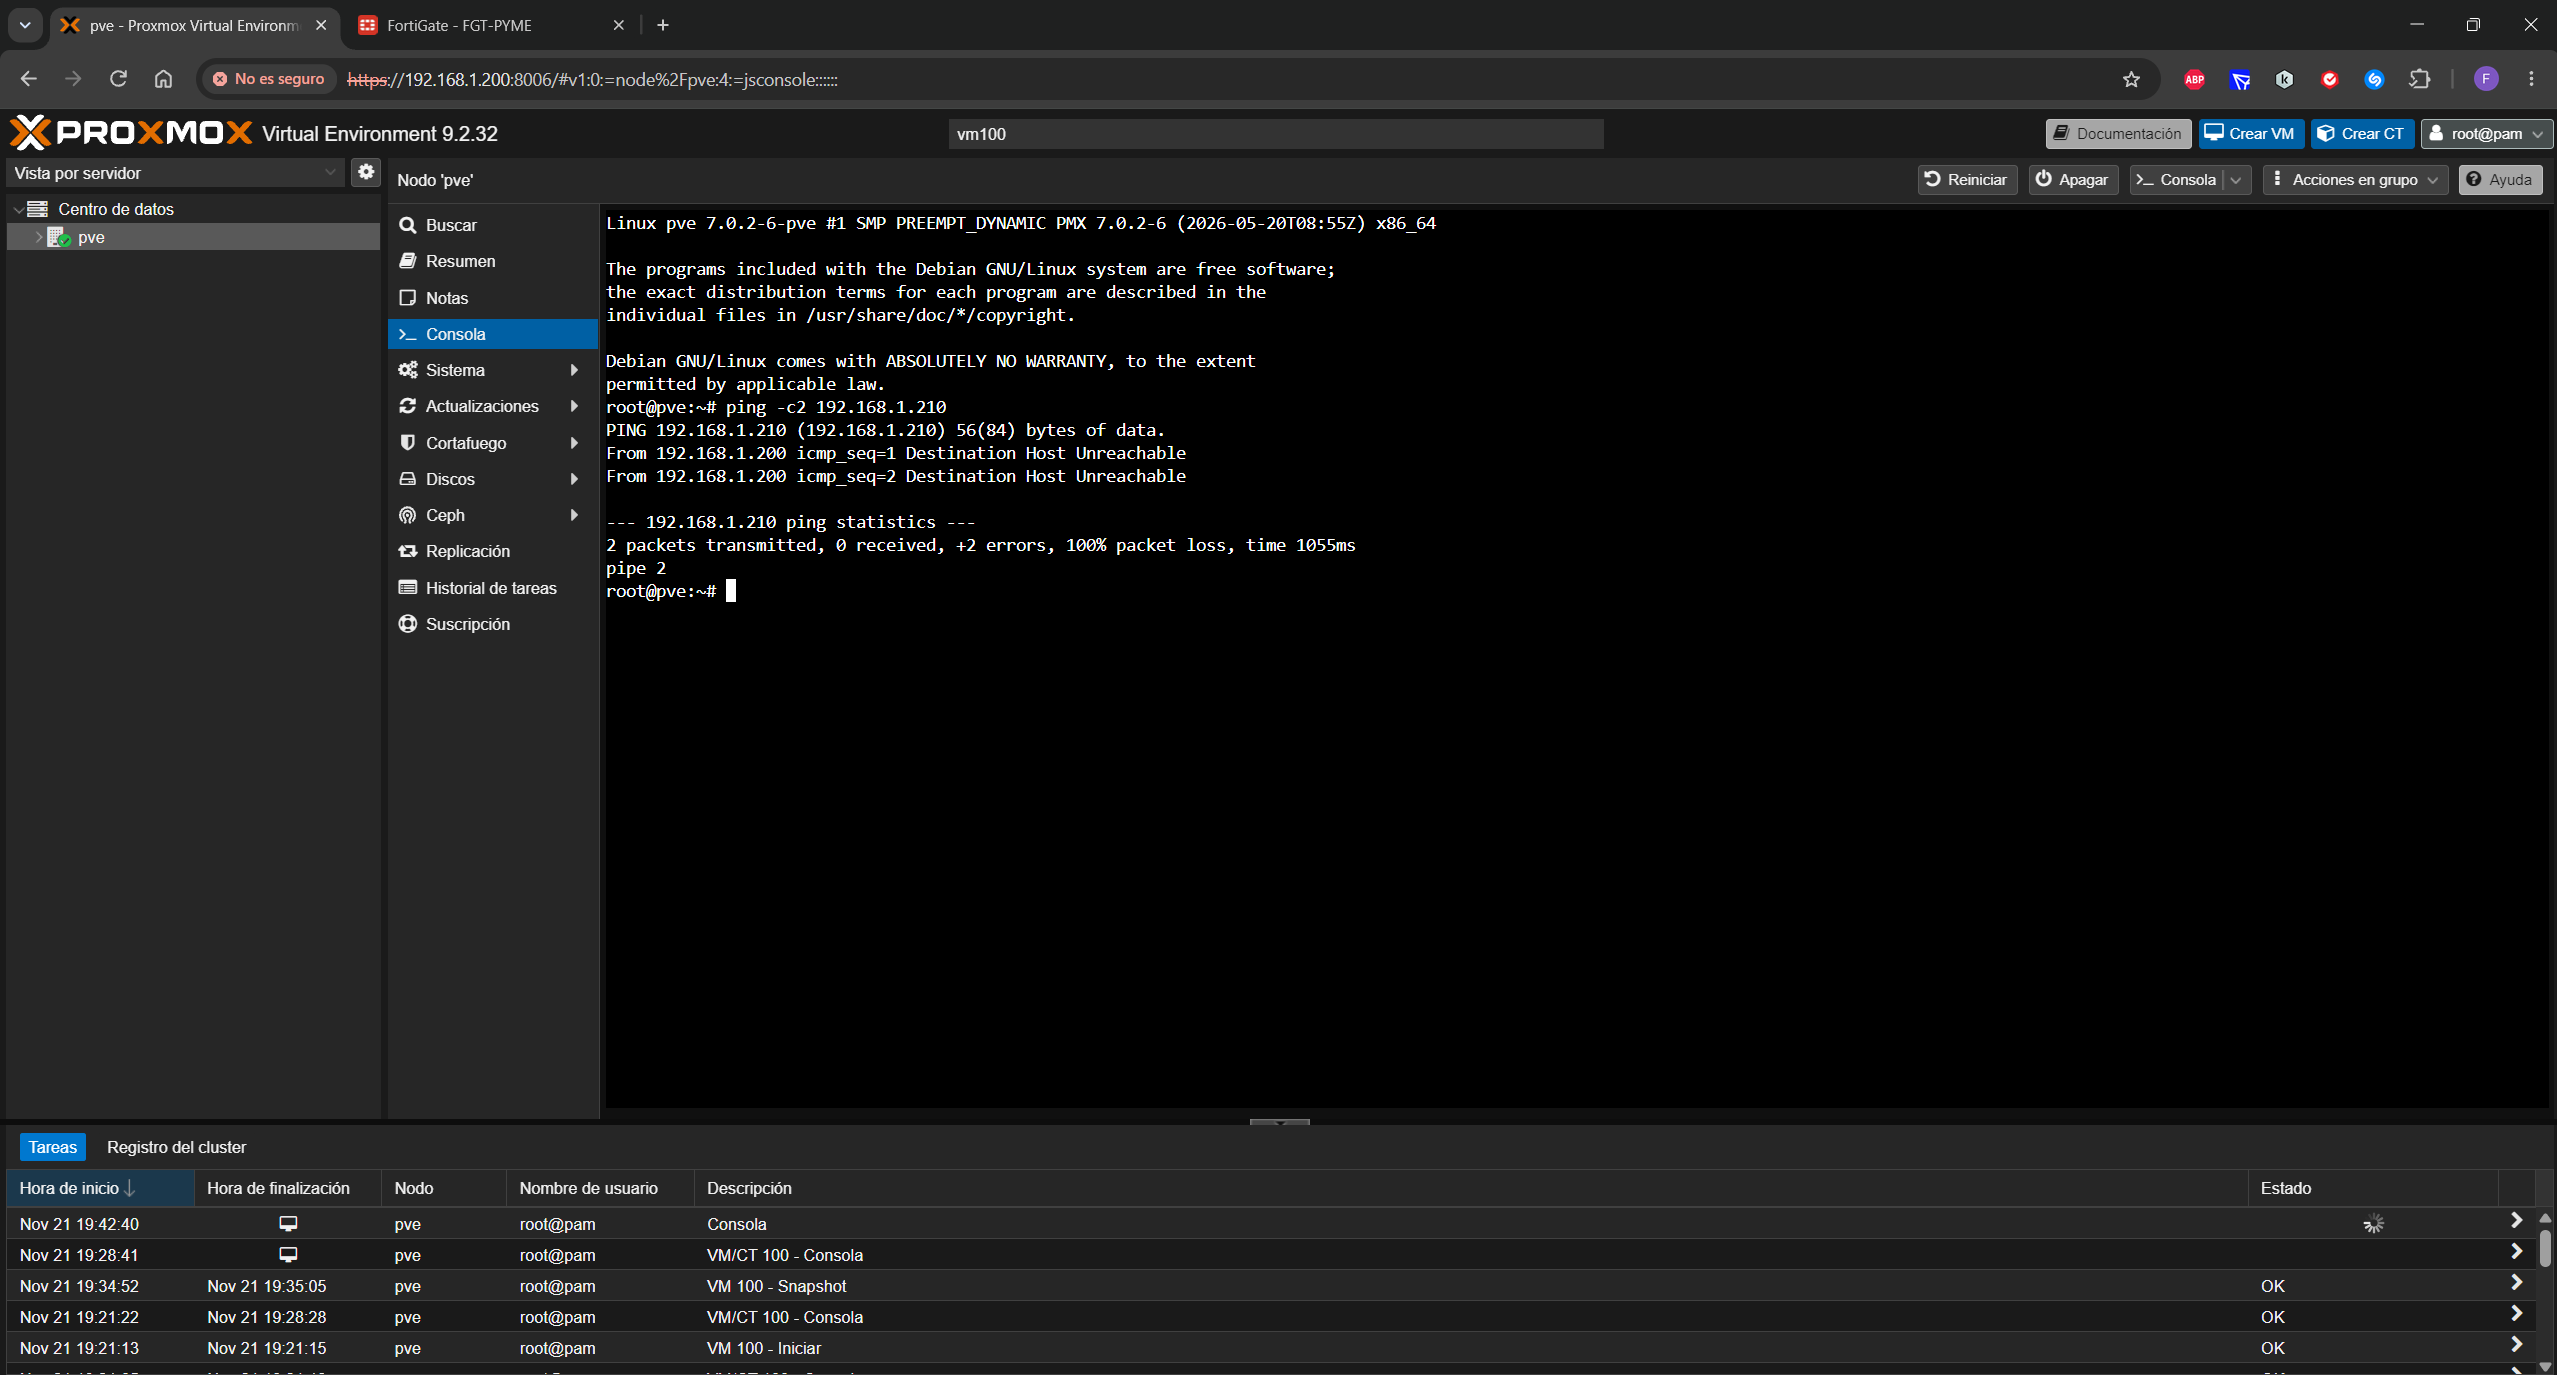 pve - Proxmox Virtual Environm
FortiGate - FGT-PYME
No es seguro
https://192.168.1.200:8006/#v1:0:=node%2Fpve:4:=jsconsole::::::
ABP
F
PROXMOX Virtual Environment 9.2.32
vm100
Documentación
Crear VM
Crear CT
root@pam
Vista por servidor
Nodo 'pve'
Reiniciar
Apagar
Consola
Acciones en grupo
Ayuda
Centro de datos
pve
Buscar
Resumen
Notas
Consola
Sistema
Actualizaciones
Cortafuego
Discos
Ceph
Replicación
Historial de tareas
Suscripción
Linux pve 7.0.2-6-pve #1 SMP PREEMPT_DYNAMIC PMX 7.0.2-6 (2026-05-20T08:55Z) x86_64
The programs included with the Debian GNU/Linux system are free software;
the exact distribution terms for each program are described in the
individual files in /usr/share/doc/*/copyright.
Debian GNU/Linux comes with ABSOLUTELY NO WARRANTY, to the extent
permitted by applicable law.
root@pve:~# ping -c2 192.168.1.210
PING 192.168.1.210 (192.168.1.210) 56(84) bytes of data.
From 192.168.1.200 icmp_seq=1 Destination Host Unreachable
From 192.168.1.200 icmp_seq=2 Destination Host Unreachable
--- 192.168.1.210 ping statistics ---
2 packets transmitted, 0 received, +2 errors, 100% packet loss, time 1055ms
pipe 2
root@pve:~#
Tareas
Registro del cluster
Hora de inicio Hora de finalización Nodo Nombre de usuario Descripción Estado
Nov 21 19:42:40 pve root@pam Consola
Nov 21 19:28:41 pve root@pam VM/CT 100 - Consola
Nov 21 19:34:52 Nov 21 19:35:05 pve root@pam VM 100 - Snapshot OK
Nov 21 19:21:22 Nov 21 19:28:28 pve root@pam VM/CT 100 - Consola OK
Nov 21 19:21:13 Nov 21 19:21:15 pve root@pam VM 100 - Iniciar OK